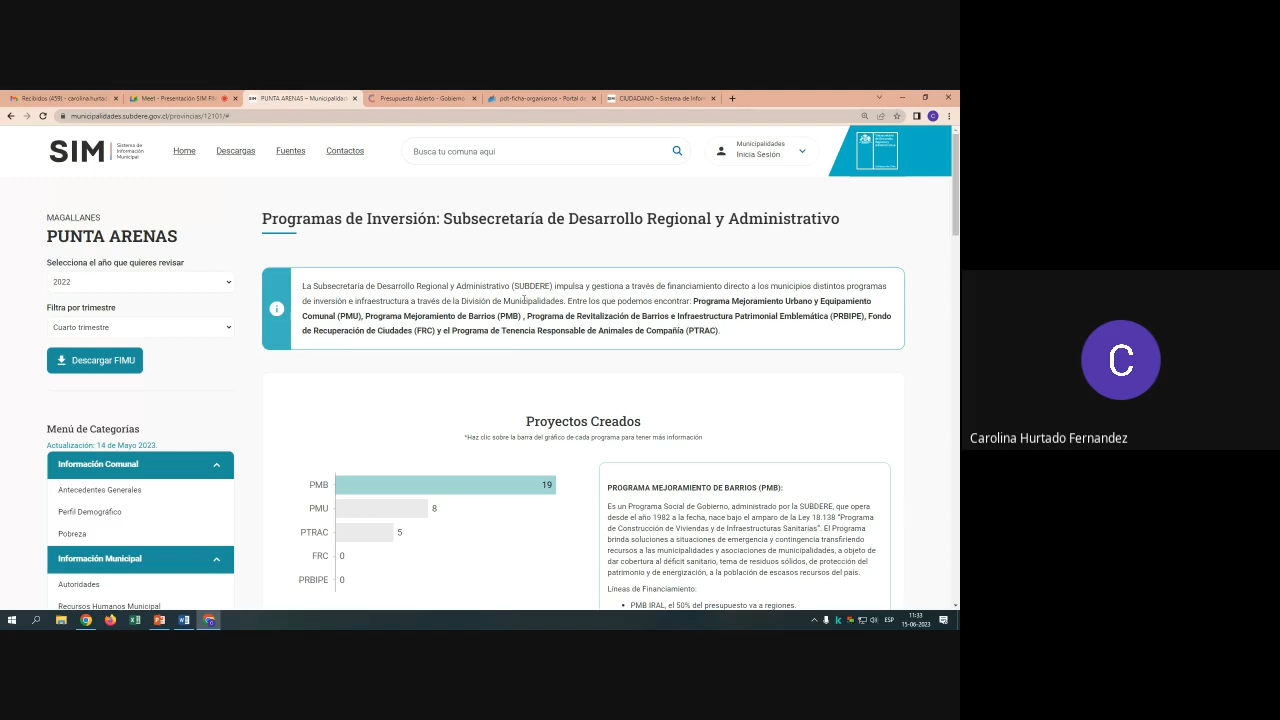 Recibidos (459) - carolina.hurtad
Meet - Presentación SIM FIM
PUNTA ARENAS – Municipalidad
Presupuesto Abierto - Gobierno
pdt-ficha-organismos - Portal de
CIUDADANO – Sistema de Infor
municipalidades.subdere.gov.cl/provincias/12101/#
SIM
Sistema de
Información
Municipal
Home
Descargas
Fuentes
Contactos
Busca tu comuna aquí
Municipalidades
Inicia Sesión
MAGALLANES
PUNTA ARENAS
Selecciona el año que quieres revisar
2022
Filtra por trimestre
Cuarto trimestre
Descargar FIMU
Menú de Categorías
Actualización: 14 de Mayo 2023.
Información Comunal
Antecedentes Generales
Perfil Demográfico
Pobreza
Información Municipal
Autoridades
Recursos Humanos Municipal
Programas de Inversión: Subsecretaría de Desarrollo Regional y Administrativo
La Subsecretaría de Desarrollo Regional y Administrativo (SUBDERE) impulsa y gestiona a través de financiamiento directo a los municipios distintos programas
de inversión e infraestructura a través de la División de Municipalidades. Entre los que podemos encontrar: Programa Mejoramiento Urbano y Equipamiento
Comunal (PMU), Programa Mejoramiento de Barrios (PMB) , Programa de Revitalización de Barrios e Infraestructura Patrimonial Emblemática (PRBIPE), Fondo
de Recuperación de Ciudades (FRC) y el Programa de Tenencia Responsable de Animales de Compañía (PTRAC).
Proyectos Creados
*Haz clic sobre la barra del gráfico de cada programa para tener más información
PMB 19
PMU 8
PTRAC 5
FRC 0
PRBIPE 0
PROGRAMA MEJORAMIENTO DE BARRIOS (PMB):
Es un Programa Social de Gobierno, administrado por la SUBDERE, que opera
desde el año 1982 a la fecha, nace bajo el amparo de la Ley 18.138 "Programa
de Construcción de Viviendas y de Infraestructuras Sanitarias". El Programa
brinda soluciones a situaciones de emergencia y contingencia transfiriendo
recursos a las municipalidades y asociaciones de municipalidades, a objeto de
dar cobertura al déficit sanitario, tema de residuos sólidos, de protección del
patrimonio y de energización, a la población de escasos recursos del país.
Líneas de Financiamiento:
• PMB IRAL, el 50% del presupuesto va a regiones.
ESP
11:33
15-06-2023
C
Carolina Hurtado Fernandez